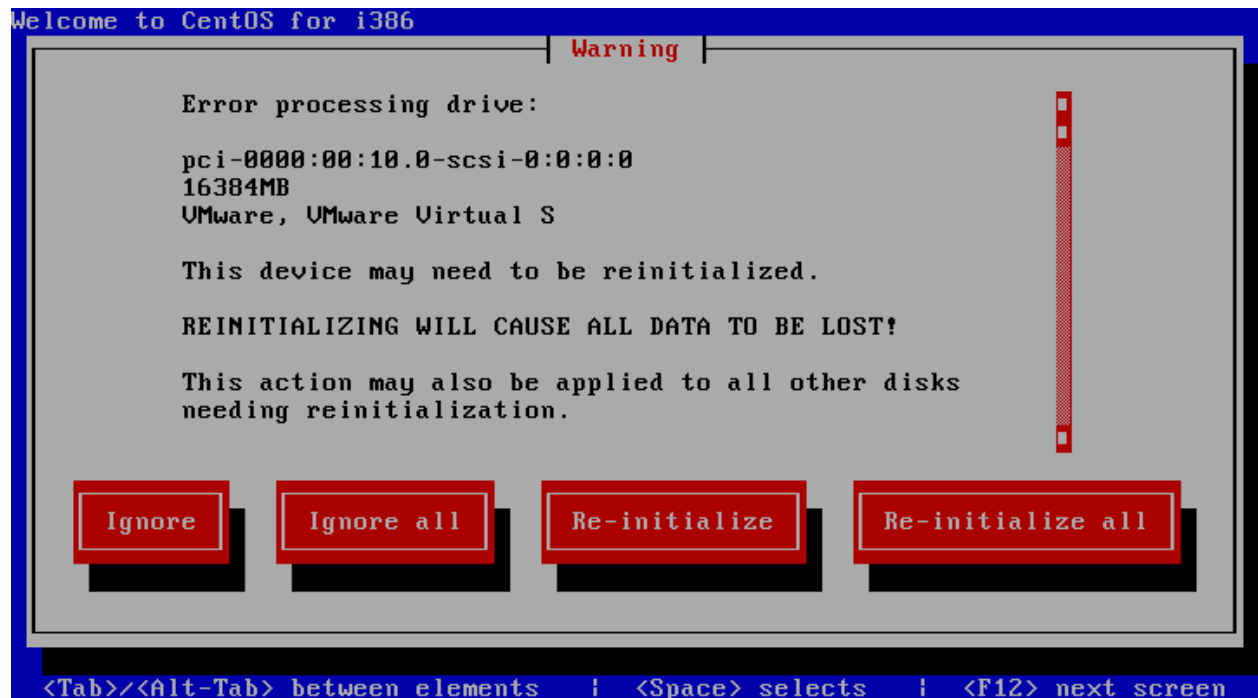 Welcome to CentOS for i386
Warning
Error processing drive:
pci-0000:00:10.0-scsi-0:0:0:0
16384MB
VMware, VMware Virtual S
This device may need to be reinitialized.
REINITIALIZING WILL CAUSE ALL DATA TO BE LOST!
This action may also be applied to all other disks
needing reinitialization.
Ignore Ignore all Re-initialize Re-initialize all
<Tab>/<Alt-Tab> between elements | <Space> selects | <F12> next screen